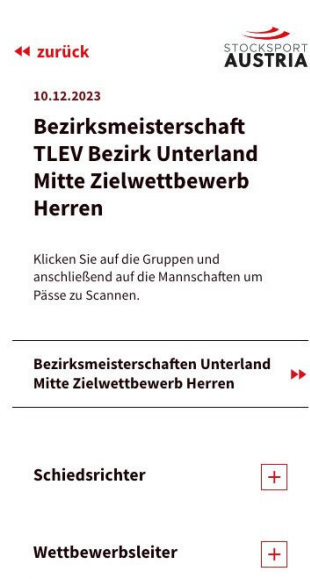 zurück
STOCKSPORT
AUSTRIA
10.12.2023
Bezirksmeisterschaft
TLEV Bezirk Unterland
Mitte Zielwettbewerb
Herren
Klicken Sie auf die Gruppen und
anschließend auf die Mannschaften um
Pässe zu Scannen.
Bezirksmeisterschaften Unterland
Mitte Zielwettbewerb Herren
Schiedsrichter
Wettbewerbsleiter